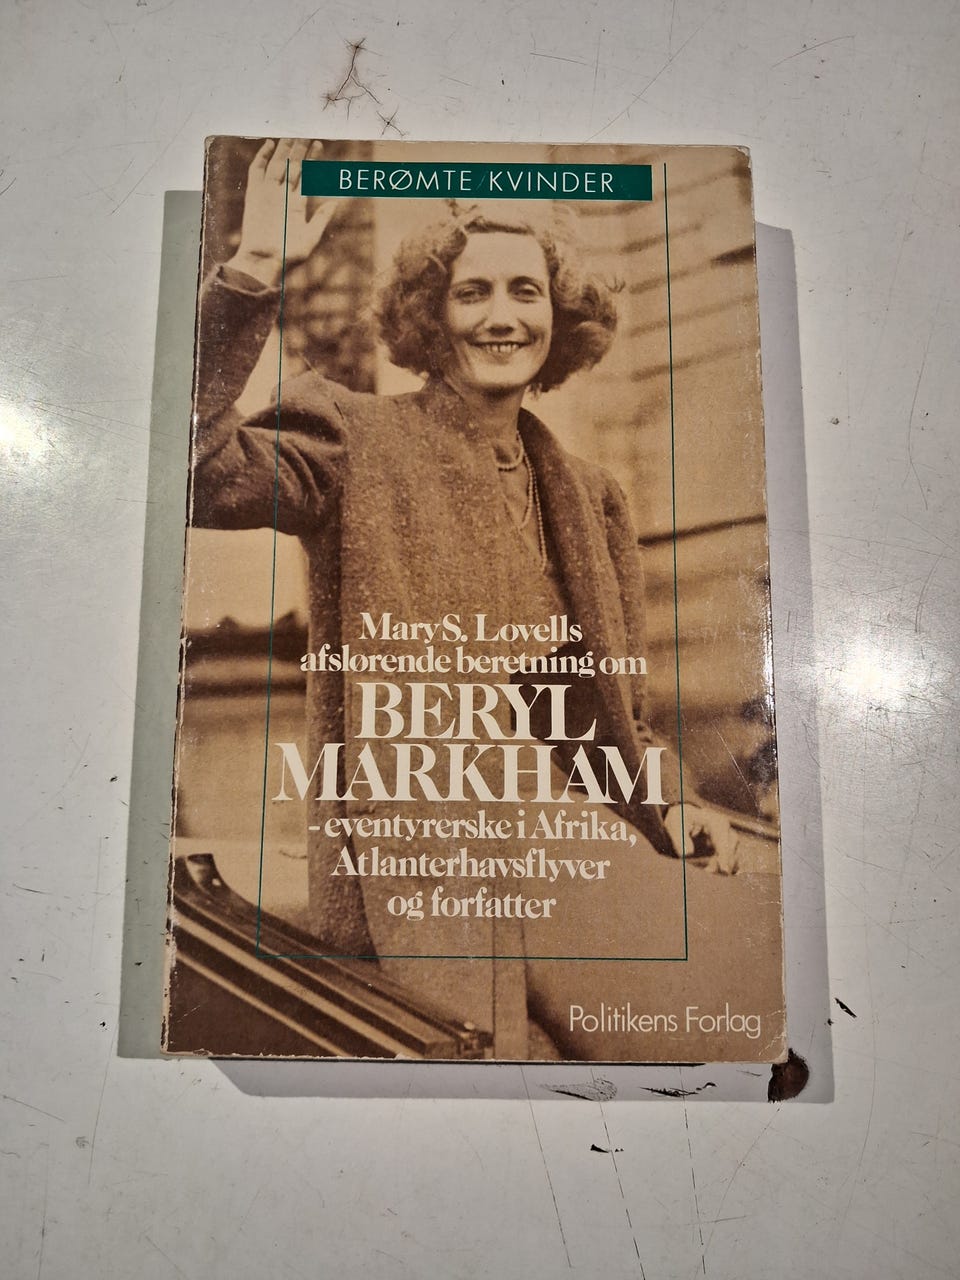 BERØMTE KVINDER
Mary S. Lovells
afslørende beretning om
BERYL
MARKHAM
- eventyrerske i Afrika,
Atlanterhavsflyver
og forfatter
Politikens Forlag